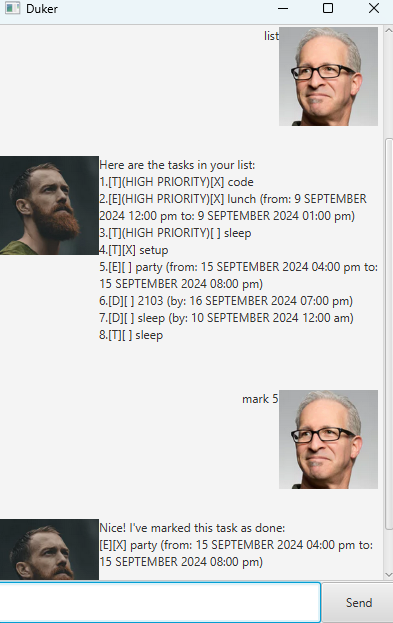 Duker
list
Here are the tasks in your list:
1.[T](HIGH PRIORITY)[X] code
2.[E](HIGH PRIORITY)[X] lunch (from: 9 SEPTEMBER
2024 12:00 pm to: 9 SEPTEMBER 2024 01:00 pm)
3.[T](HIGH PRIORITY)[ ] sleep
4.[T][X] setup
5.[E][ ] party (from: 15 SEPTEMBER 2024 04:00 pm to:
15 SEPTEMBER 2024 08:00 pm)
6.[D][ ] 2103 (by: 16 SEPTEMBER 2024 07:00 pm)
7.[D][ ] sleep (by: 10 SEPTEMBER 2024 12:00 am)
8.[T][ ] sleep
mark 5
Nice! I've marked this task as done:
[E][X] party (from: 15 SEPTEMBER 2024 04:00 pm to:
15 SEPTEMBER 2024 08:00 pm)
Send